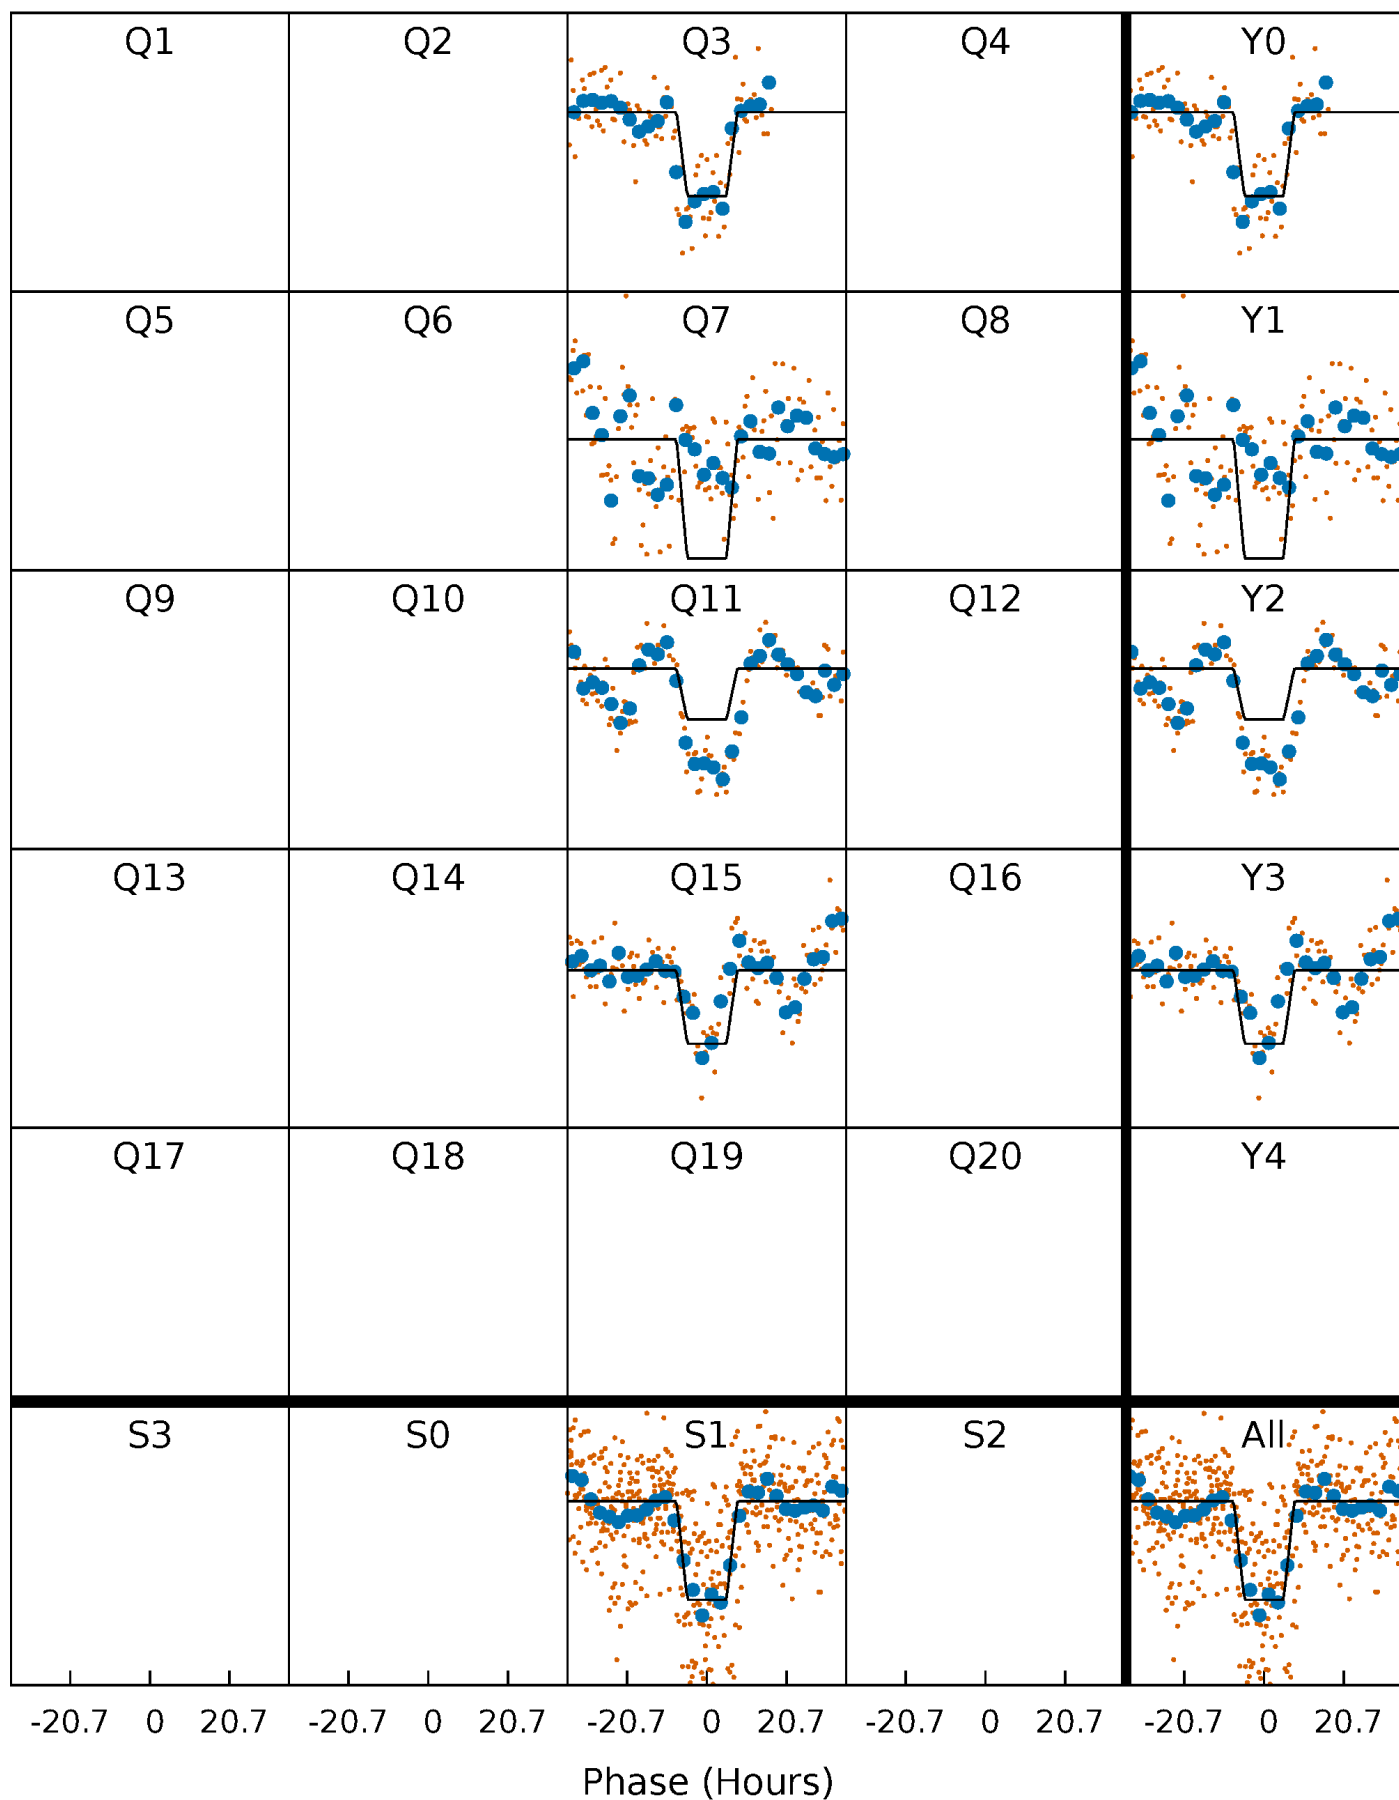 Q1 Q2 Q3 Q4 Y0
Q5 Q6 Q7 Q8 Y1
Q9 Q10 Q11 Q12 Y2
Q13 Q14 Q15 Q16 Y3
Q17 Q18 Q19 Q20 Y4
S3 S0 S1 S2 All
-20.7 0 20.7 -20.7 0 20.7 -20.7 0 20.7 -20.7 0 20.7 -20.7 0 20.7
Phase (Hours)